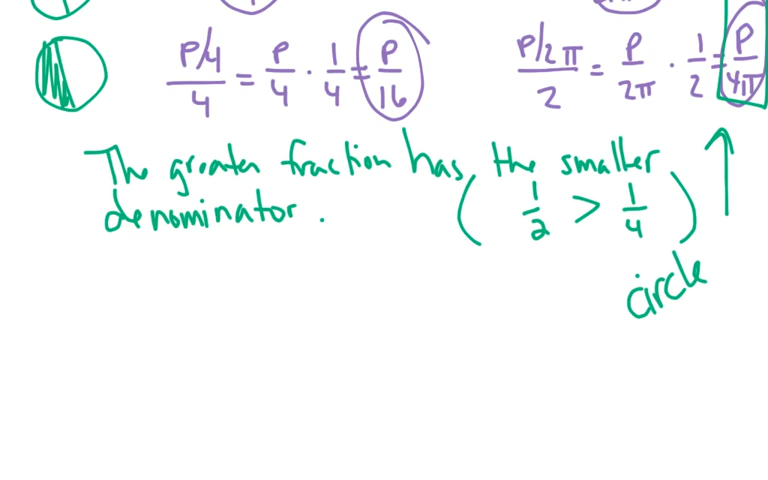 P/4 / 4 = P/4 · 1/4 = P/16
P/2π / 2 = P/2π · 1/2 = P/4π
The greater fraction has the smaller
denominator. ( 1/2 > 1/4 )
circle